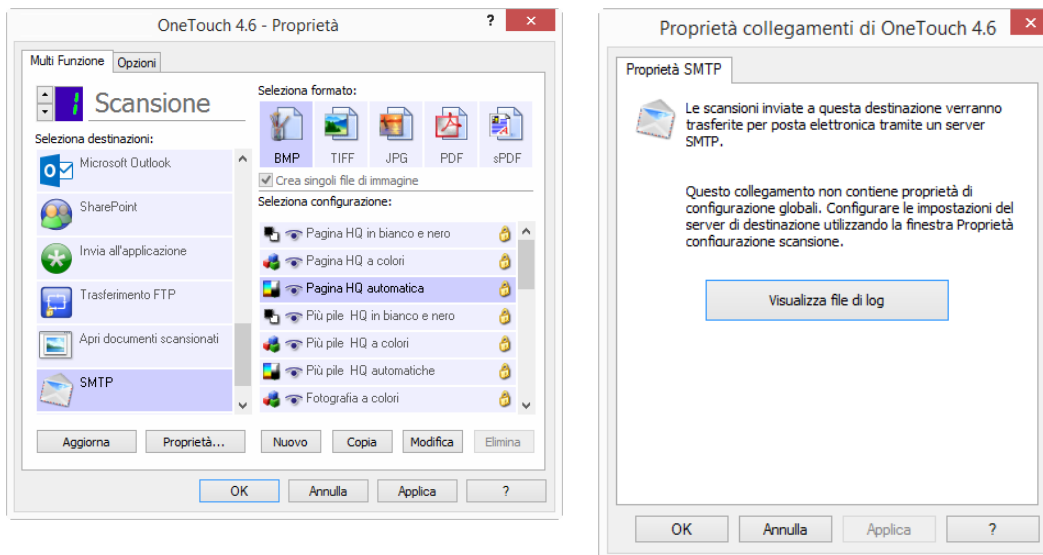 OneTouch 4.6 - Proprietà
?
Multi Funzione
Opzioni
1
Scansione
Seleziona destinazioni:
Microsoft Outlook
SharePoint
Invia all'applicazione
Trasferimento FTP
Apri documenti scansionati
SMTP
Seleziona formato:
BMP TIFF JPG PDF sPDF
Crea singoli file di immagine
Seleziona configurazione:
Pagina HQ in bianco e nero
Pagina HQ a colori
Pagina HQ automatica
Più pile HQ in bianco e nero
Più pile HQ a colori
Più pile HQ automatiche
Fotografia a colori
Aggiorna Proprietà... Nuovo Copia Modifica Elimina
OK Annulla Applica ?
Proprietà collegamenti di OneTouch 4.6
Proprietà SMTP
Le scansioni inviate a questa destinazione verranno
trasferite per posta elettronica tramite un server
SMTP.
Questo collegamento non contiene proprietà di
configurazione globali. Configurare le impostazioni del
server di destinazione utilizzando la finestra Proprietà
configurazione scansione.
Visualizza file di log
OK Annulla Applica ?